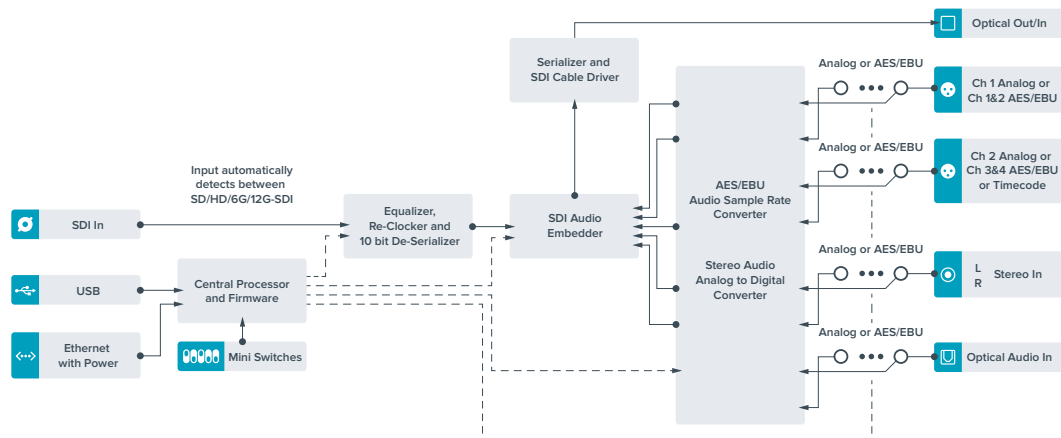 Optical Out/In
Serializer and
SDI Cable Driver
Analog or AES/EBU
Ch 1 Analog or
Ch 1&2 AES/EBU
Analog or AES/EBU
Ch 2 Analog or
Ch 3&4 AES/EBU
or Timecode
Input automatically
detects between
SD/HD/6G/12G-SDI
AES/EBU
Audio Sample Rate
Converter
SDI In
Equalizer,
Re-Clocker and
10 bit De-Serializer
SDI Audio
Embedder
Analog or AES/EBU
Stereo Audio
Analog to Digital
Converter
L
R
Stereo In
USB
Central Processor
and Firmware
Analog or AES/EBU
Ethernet
with Power
Mini Switches
Optical Audio In